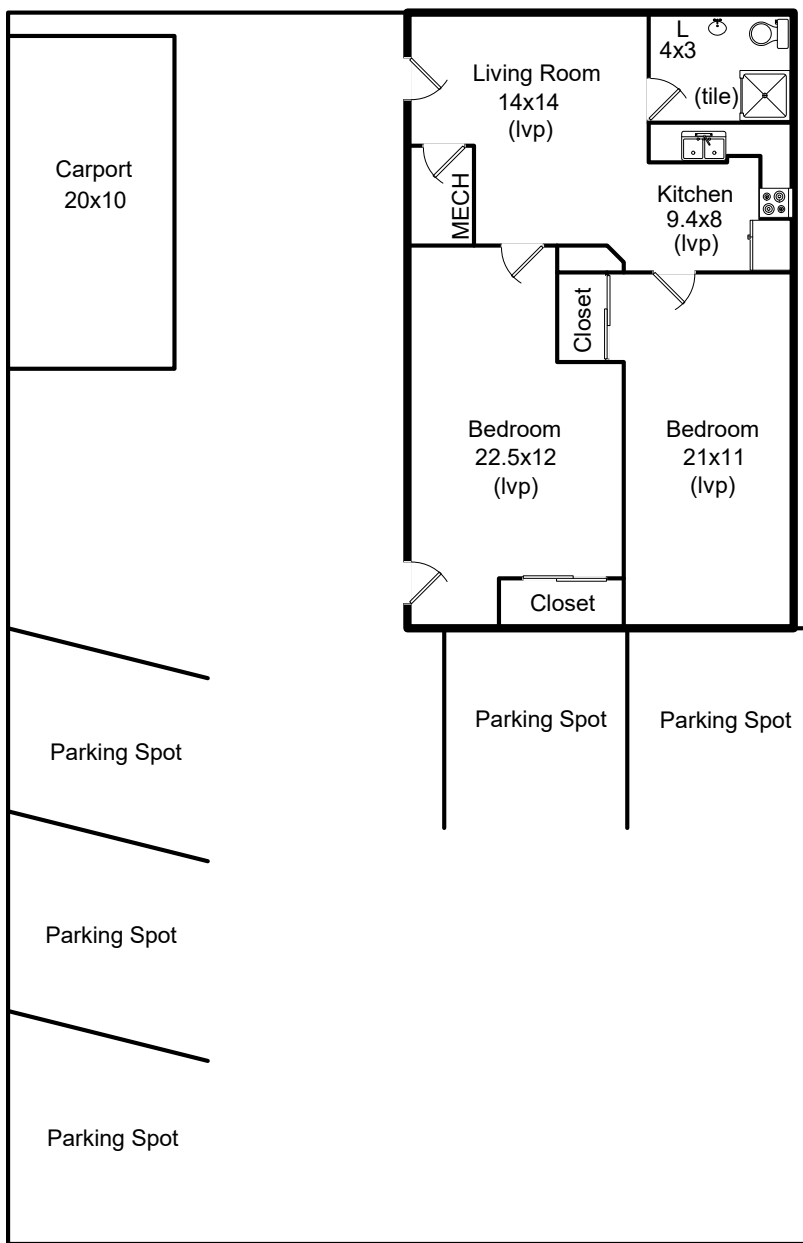 L
4x3
(tile)
Living Room
14x14
(lvp)
Carport
20x10
MECH
Kitchen
9.4x8
(lvp)
Closet
Bedroom
22.5x12
(lvp)
Bedroom
21x11
(lvp)
Closet
Parking Spot
Parking Spot
Parking Spot
Parking Spot
Parking Spot